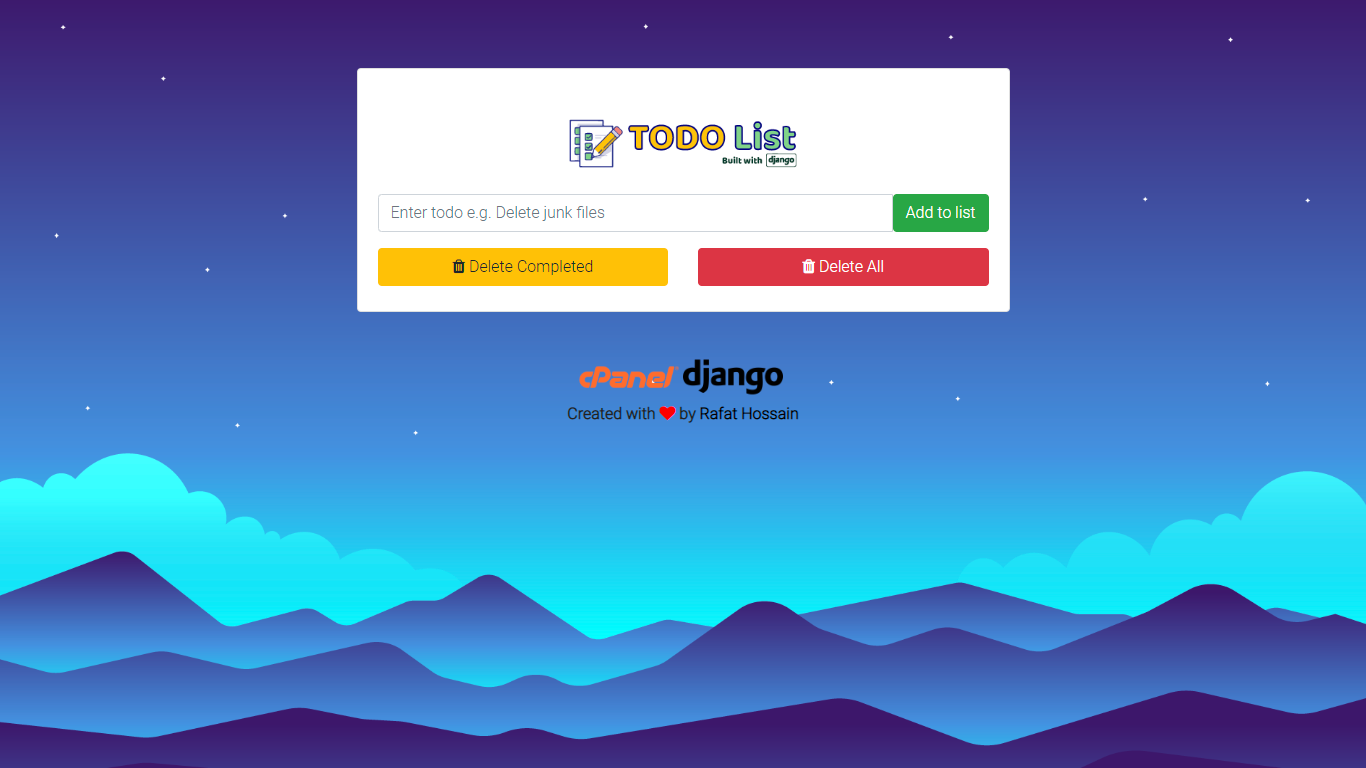 TODO List
Built with django
Enter todo e.g. Delete junk files
Add to list
Delete Completed
Delete All
cPanel django
Created with by Rafat Hossain